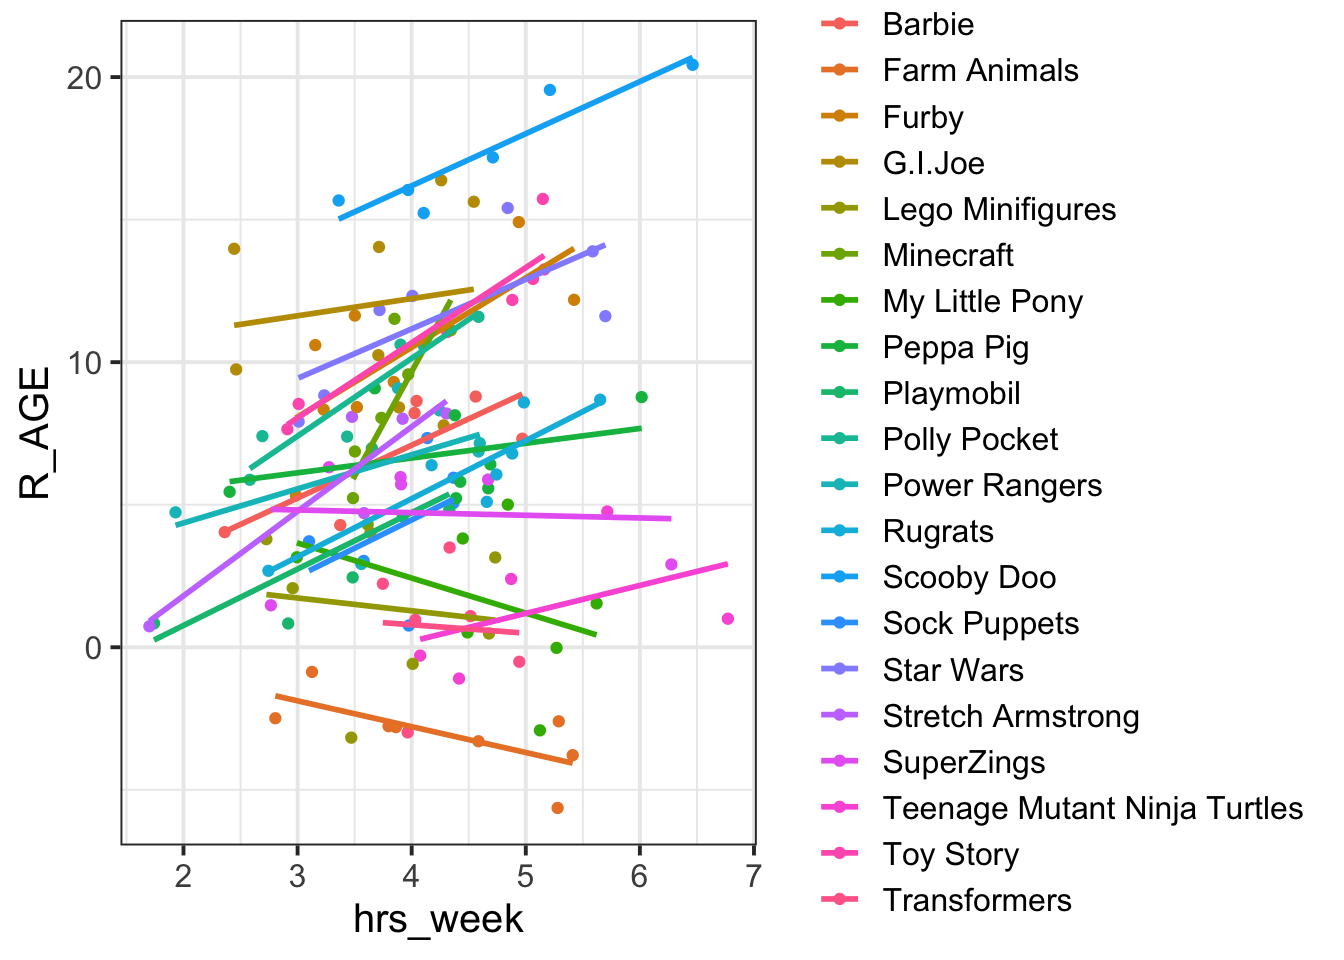 R_AGE
20
10
0
2 3 4 5 6 7
hrs_week
Barbie
Farm Animals
Furby
G.I.Joe
Lego Minifigures
Minecraft
My Little Pony
Peppa Pig
Playmobil
Polly Pocket
Power Rangers
Rugrats
Scooby Doo
Sock Puppets
Star Wars
Stretch Armstrong
SuperZings
Teenage Mutant Ninja Turtles
Toy Story
Transformers